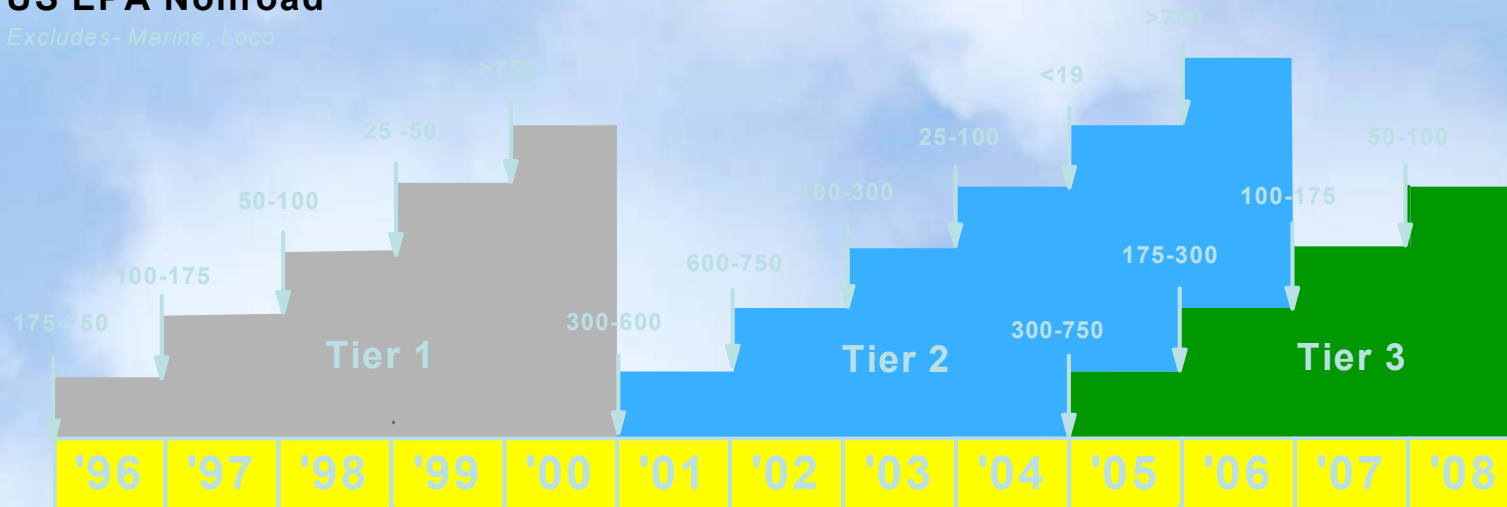 US EPA Nonroad
Excludes- Marine, Loco
>750
>750
<19
25 -50
25-100
50-100
100-300
50-100
100-175
600-750
175-300
100-175
175-750
300-600
300-750
Tier 1
Tier 2
Tier 3
'96 '97 '98 '99 '00 '01 '02 '03 '04 '05 '06 '07 '08